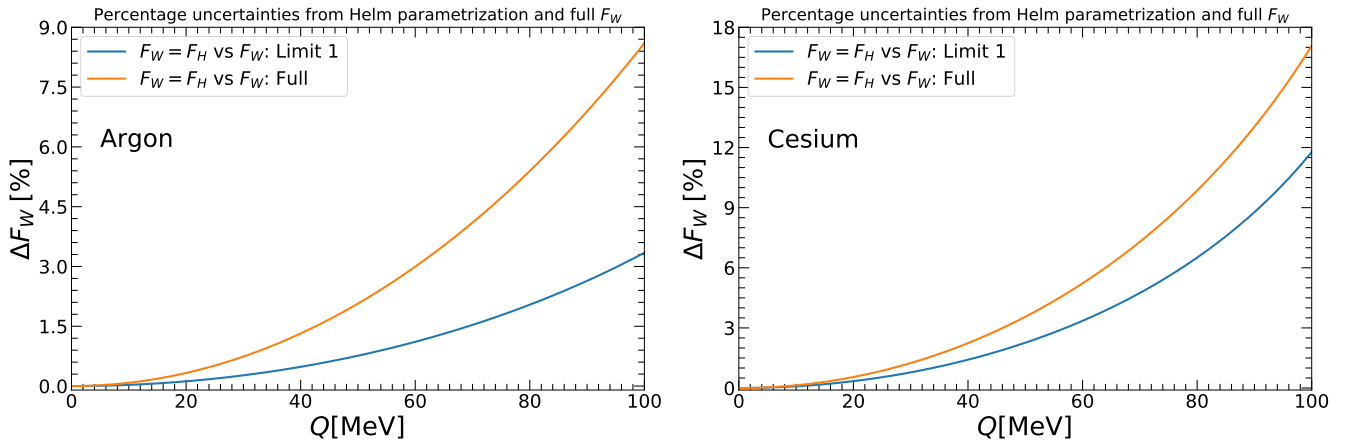 Percentage uncertainties from Helm parametrization and full F_W
9.0
7.5
6.0
4.5
3.0
1.5
0.0
ΔF_W [%]
F_W = F_H vs F_W: Limit 1
F_W = F_H vs F_W: Full
Argon
0 20 40 60 80 100
Q[MeV]
Percentage uncertainties from Helm parametrization and full F_W
18
15
12
9
6
3
0
ΔF_W [%]
F_W = F_H vs F_W: Limit 1
F_W = F_H vs F_W: Full
Cesium
0 20 40 60 80 100
Q[MeV]